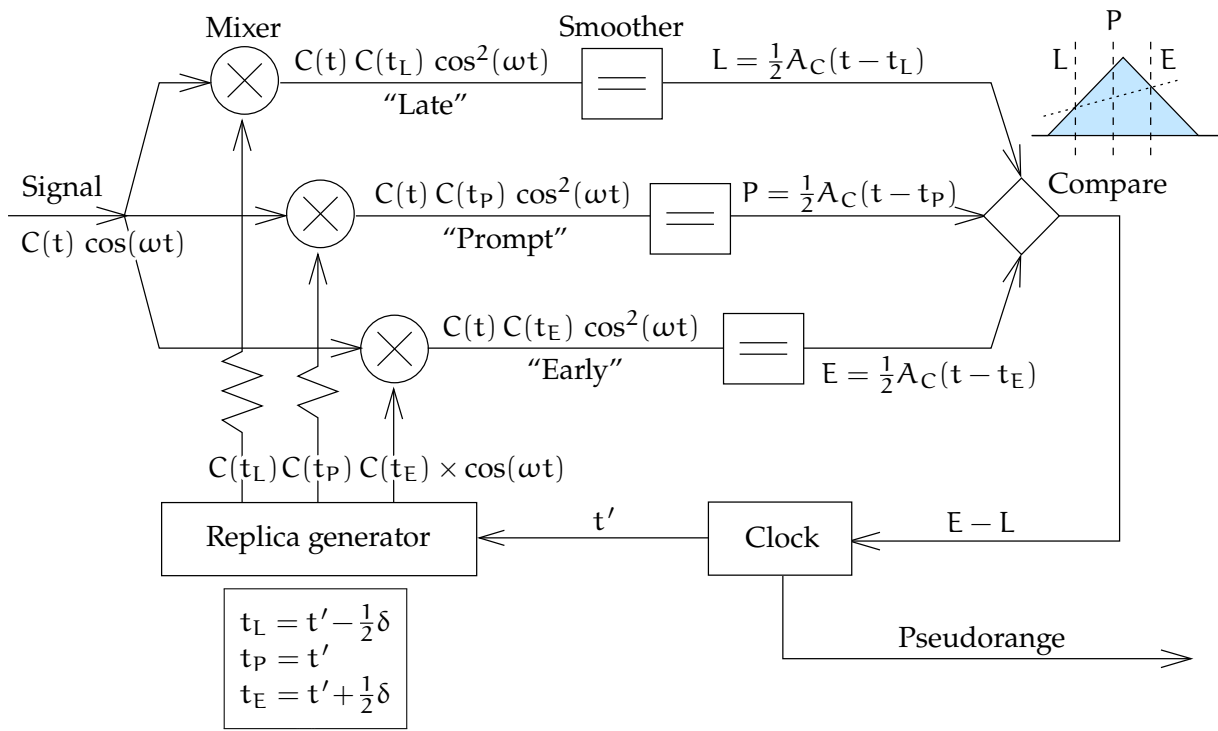 Mixer
Smoother
P
L
E
C(t) C(t_L) cos²(ωt)
L = ½A_C(t − t_L)
“Late”
Signal
C(t) cos(ωt)
C(t) C(t_P) cos²(ωt)
P = ½A_C(t − t_P)
Compare
“Prompt”
C(t) C(t_E) cos²(ωt)
“Early”
E = ½A_C(t − t_E)
C(t_L) C(t_P) C(t_E) × cos(ωt)
Replica generator
t′
Clock
E − L
t_L = t′ − ½δ
t_P = t′
t_E = t′ + ½δ
Pseudorange